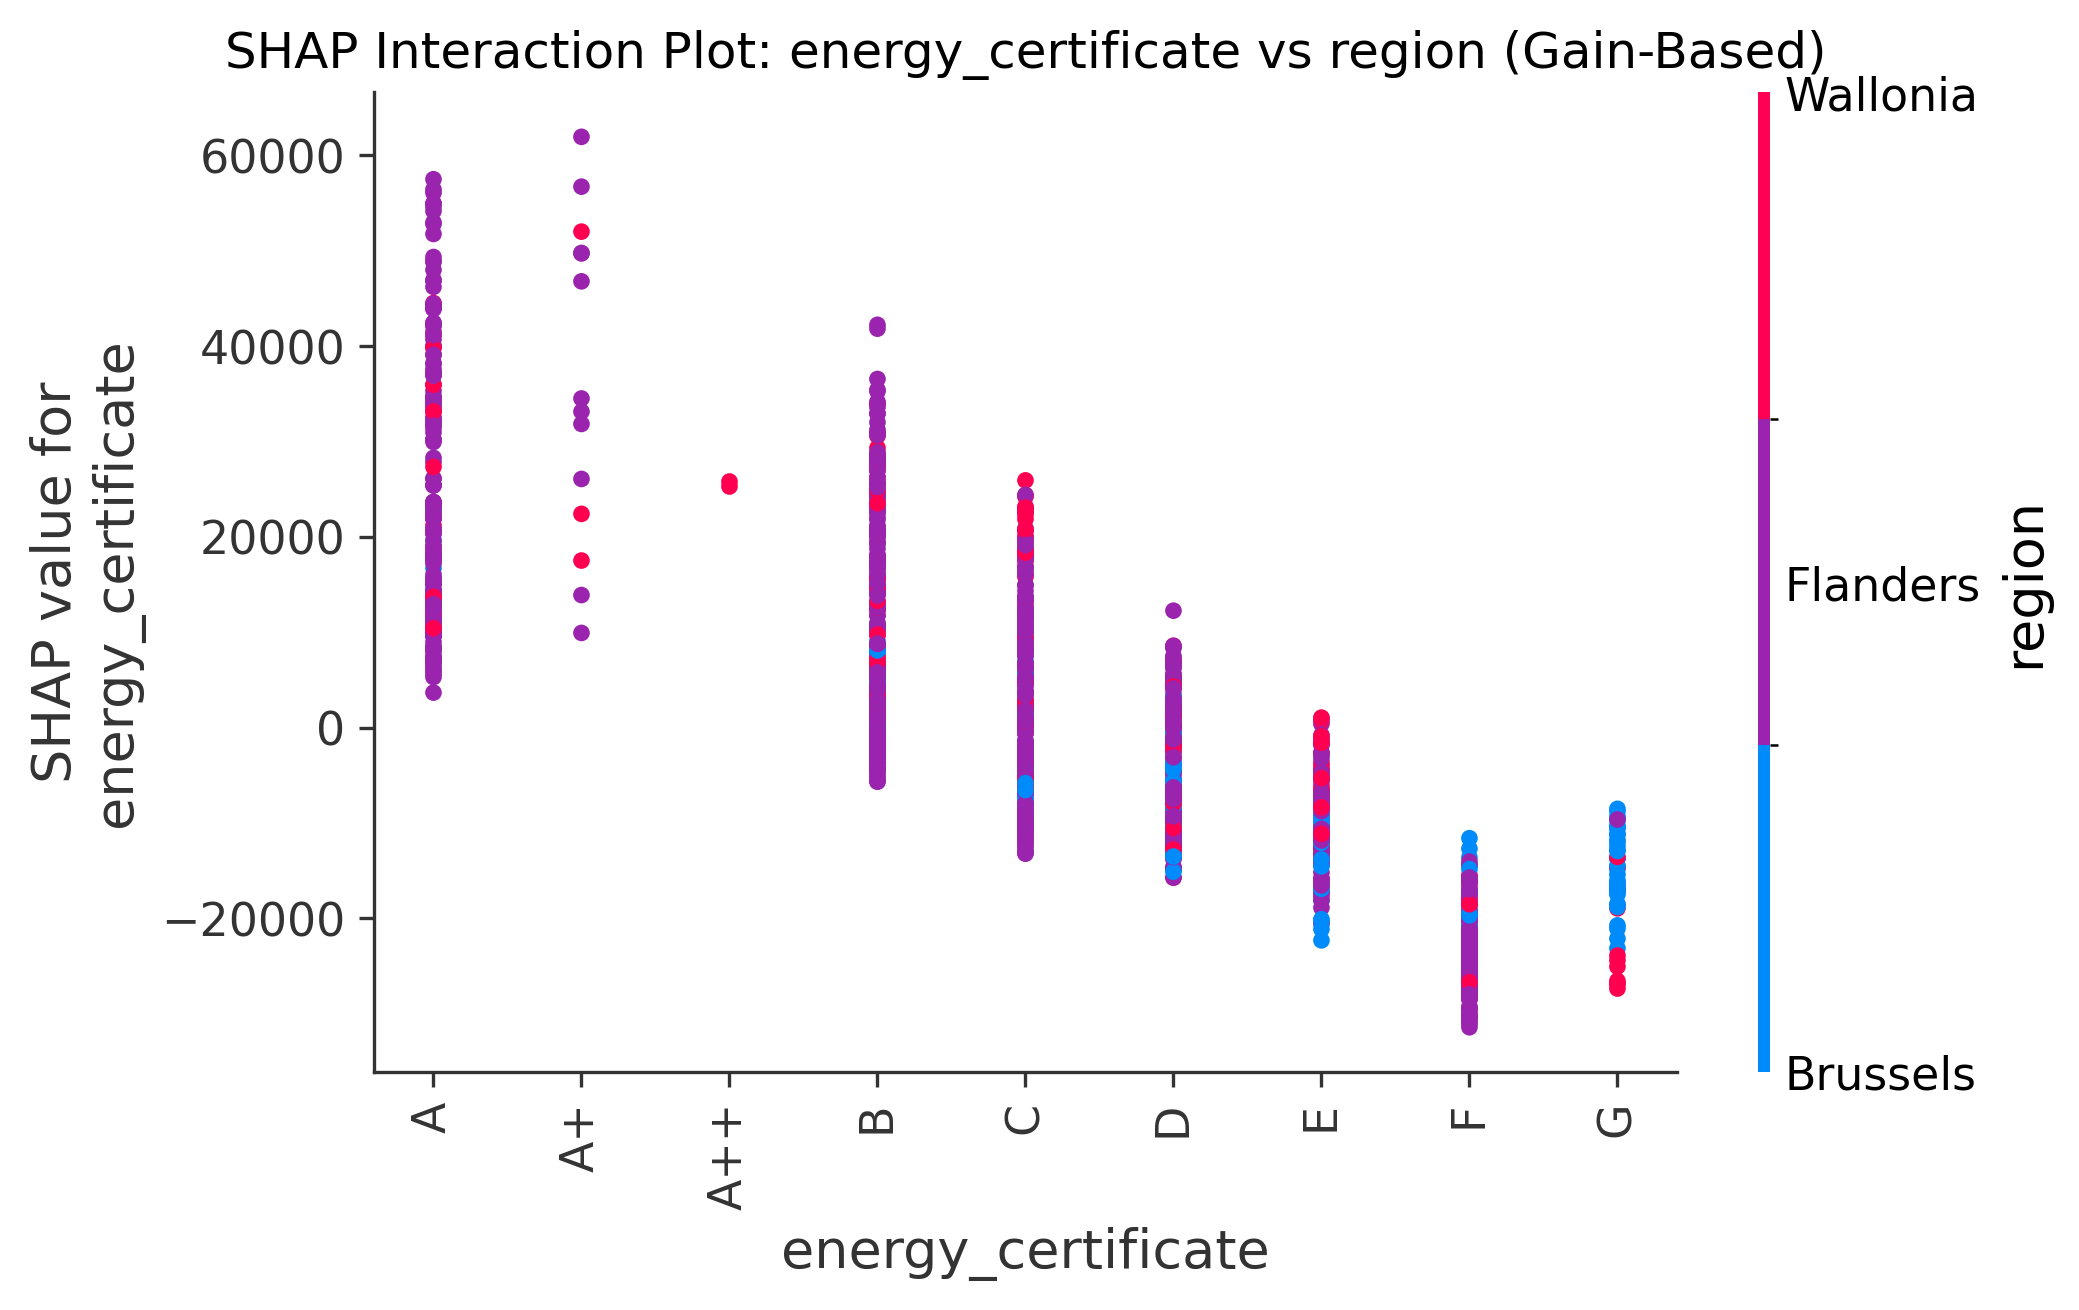 SHAP Interaction Plot: energy_certificate vs region (Gain-Based)
SHAP value for
energy_certificate
60000
40000
20000
0
−20000
A
A+
A++
B
C
D
E
F
G
energy_certificate
Wallonia
Flanders
Brussels
region